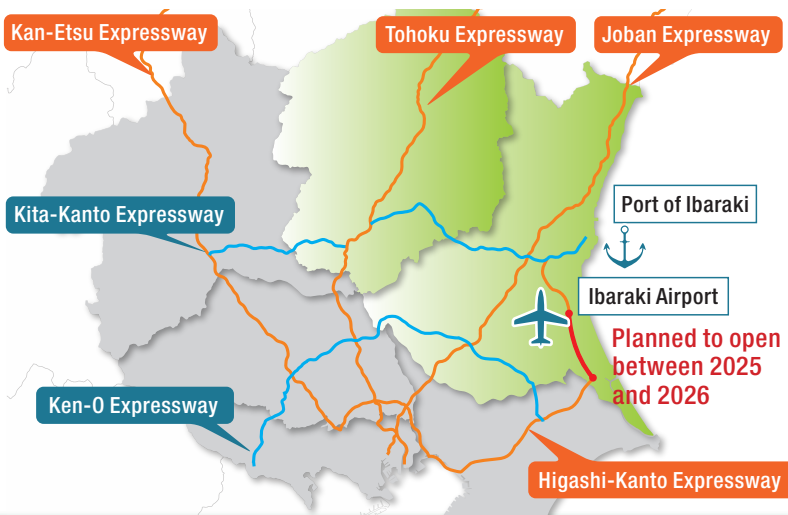 Kan-Etsu Expressway
Tohoku Expressway
Joban Expressway
Kita-Kanto Expressway
Port of Ibaraki
Ibaraki Airport
Planned to open
between 2025
and 2026
Ken-O Expressway
Higashi-Kanto Expressway